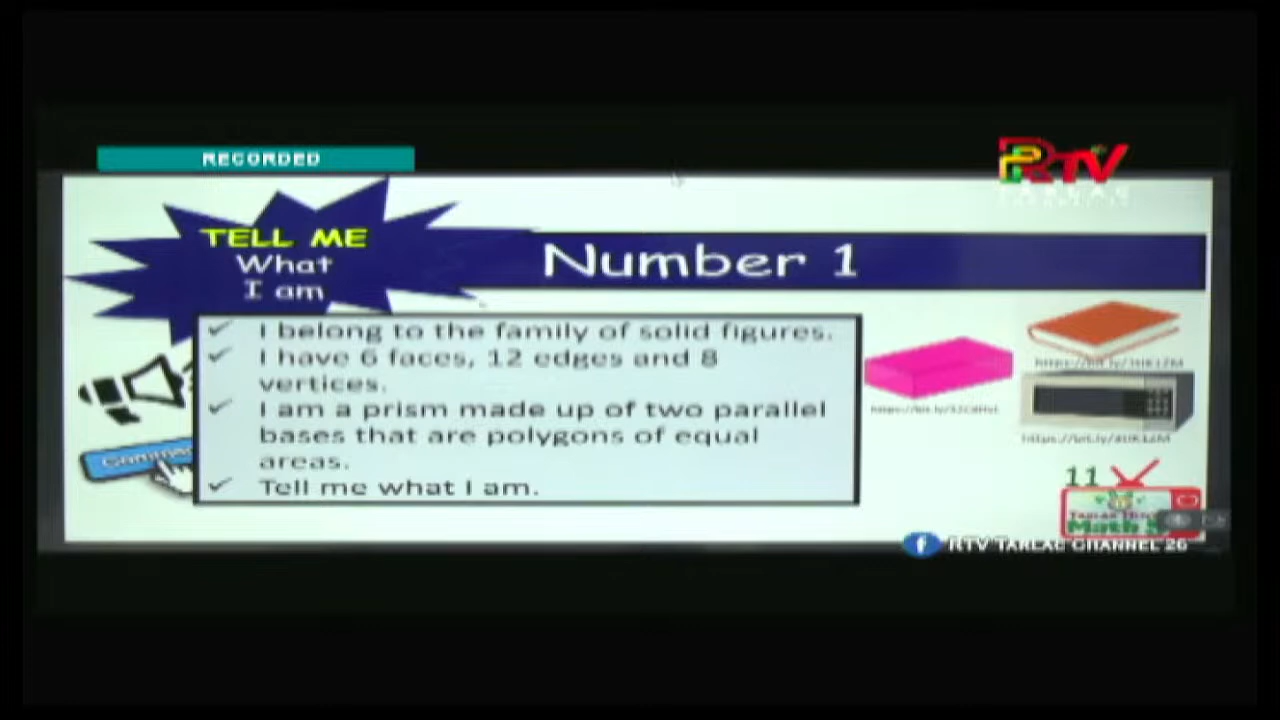 RECORDED
RTV
TARLAC
TELL ME
What
I am
Number 1
✓ I belong to the family of solid figures.
✓ I have 6 faces, 12 edges and 8
vertices.
✓ I am a prism made up of two parallel
bases that are polygons of equal
areas.
✓ Tell me what I am.
11
Math
RTV TARLAC CHANNEL 26